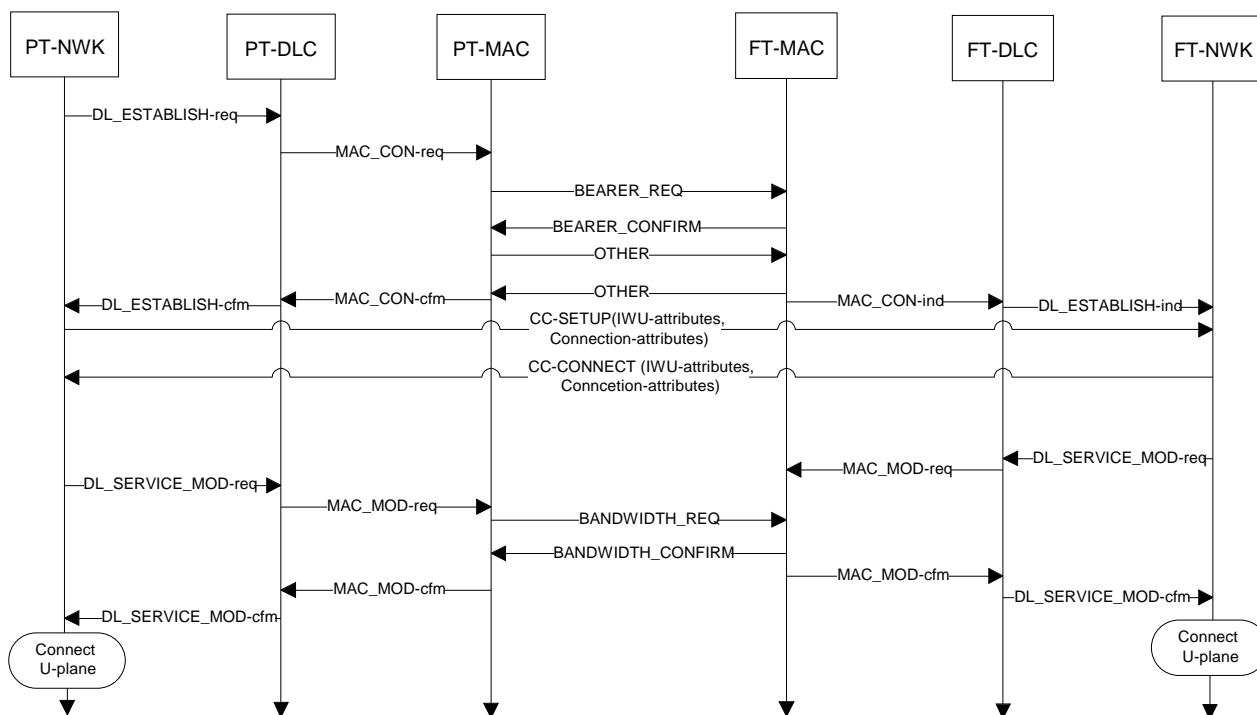 PT-NWK
PT-DLC
PT-MAC
FT-MAC
FT-DLC
FT-NWK
DL_ESTABLISH-req
MAC_CON-req
BEARER_REQ
BEARER_CONFIRM
OTHER
OTHER
MAC_CON-cfm
DL_ESTABLISH-cfm
MAC_CON-ind
DL_ESTABLISH-ind
CC-SETUP(IWU-attributes,
Connection-attributes)
CC-CONNECT (IWU-attributes,
Conncetion-attributes)
DL_SERVICE_MOD-req
MAC_MOD-req
DL_SERVICE_MOD-req
MAC_MOD-req
BANDWIDTH_REQ
BANDWIDTH_CONFIRM
MAC_MOD-cfm
MAC_MOD-cfm
DL_SERVICE_MOD-cfm
DL_SERVICE_MOD-cfm
Connect
U-plane
Connect
U-plane